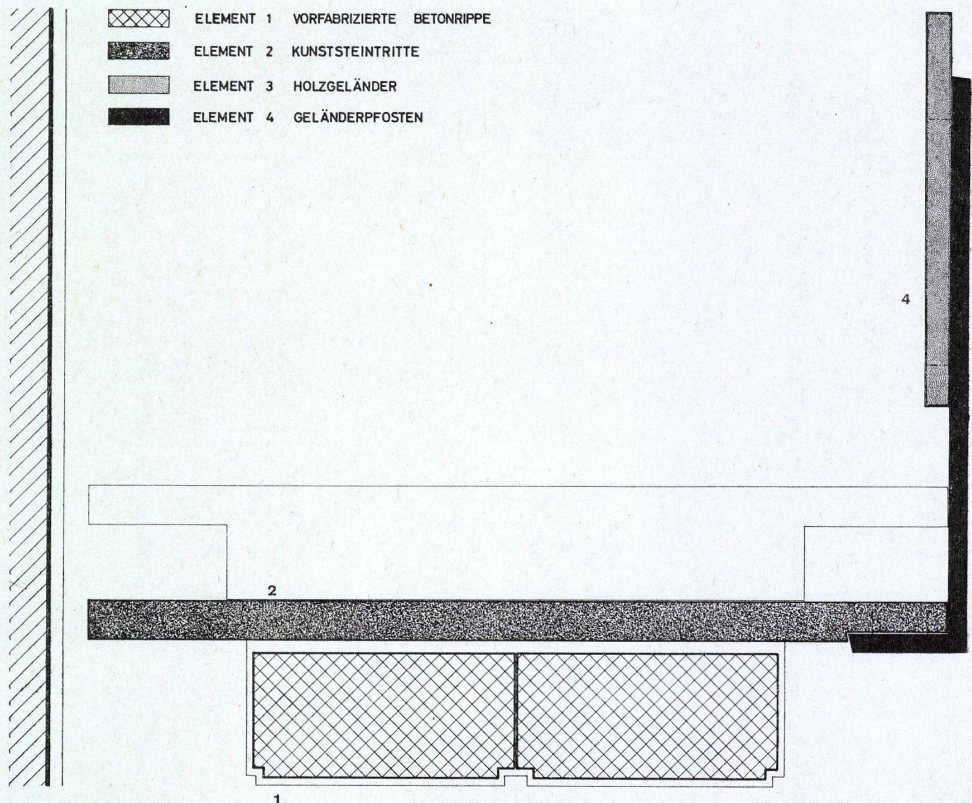 ELEMENT 1 VORFABRIZIERTE BETONRIPPE
ELEMENT 2 KUNSTSTEINTRITTE
ELEMENT 3 HOLZGELÄNDER
ELEMENT 4 GELÄNDERPFOSTEN
4
2
1